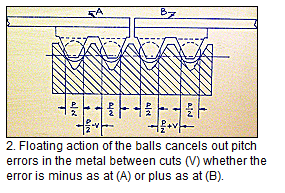 A B
P/2 P/2 P/2 P/2
P/2-V P/2+V
2. Floating action of the balls cancels out pitch
errors in the metal between cuts (V) whether the
error is minus as at (A) or plus as at (B).